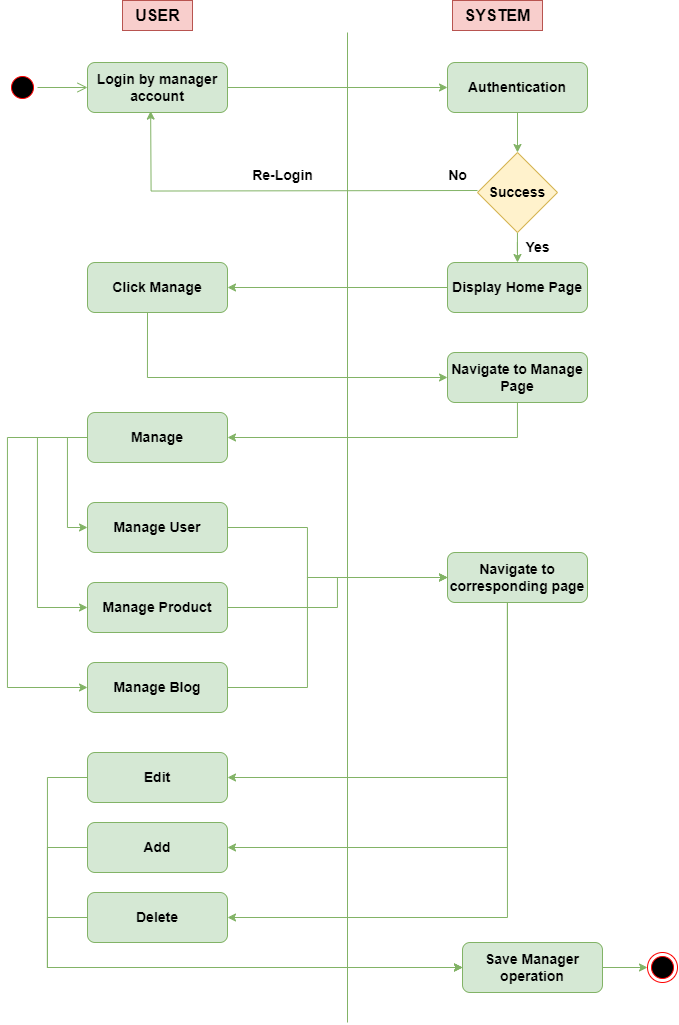 USER
SYSTEM
Login by manager
account
Authentication
Re-Login
No
Success
Yes
Click Manage
Display Home Page
Navigate to Manage
Page
Manage
Manage User
Navigate to
corresponding page
Manage Product
Manage Blog
Edit
Add
Delete
Save Manager
operation